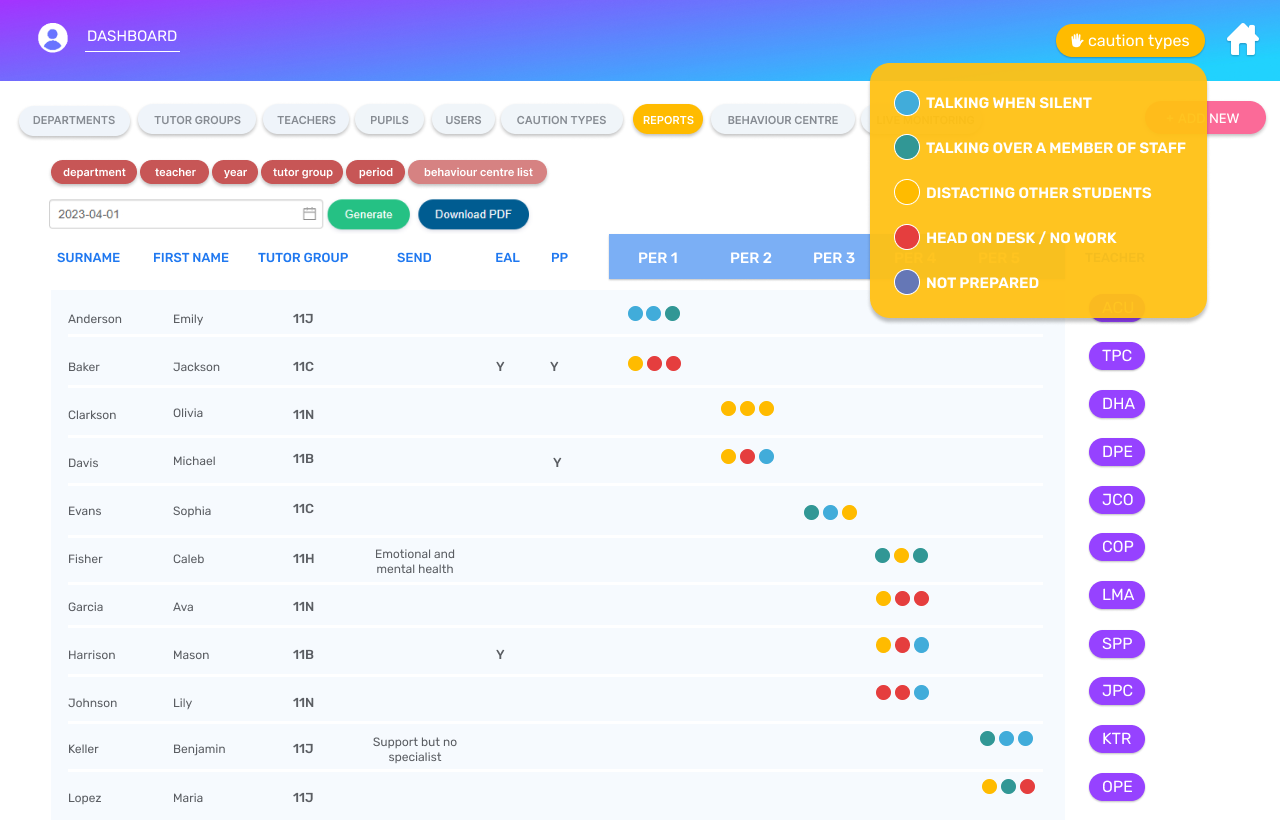 DASHBOARD
caution types
TALKING WHEN SILENT
TALKING OVER A MEMBER OF STAFF
DISTACTING OTHER STUDENTS
HEAD ON DESK / NO WORK
NOT PREPARED
DEPARTMENTS TUTOR GROUPS TEACHERS PUPILS USERS CAUTION TYPES REPORTS BEHAVIOUR CENTRE NEW
department teacher year tutor group period behaviour centre list
2023-04-01 Generate Download PDF
SURNAME FIRST NAME TUTOR GROUP SEND EAL PP PER 1 PER 2 PER 3 TEACHER
Anderson Emily 11J
Baker Jackson 11C Y Y TPC
Clarkson Olivia 11N DHA
Davis Michael 11B Y DPE
Evans Sophia 11C JCO
Fisher Caleb 11H Emotional and
mental health COP
Garcia Ava 11N LMA
Harrison Mason 11B Y SPP
Johnson Lily 11N JPC
Keller Benjamin 11J Support but no
specialist KTR
Lopez Maria 11J OPE